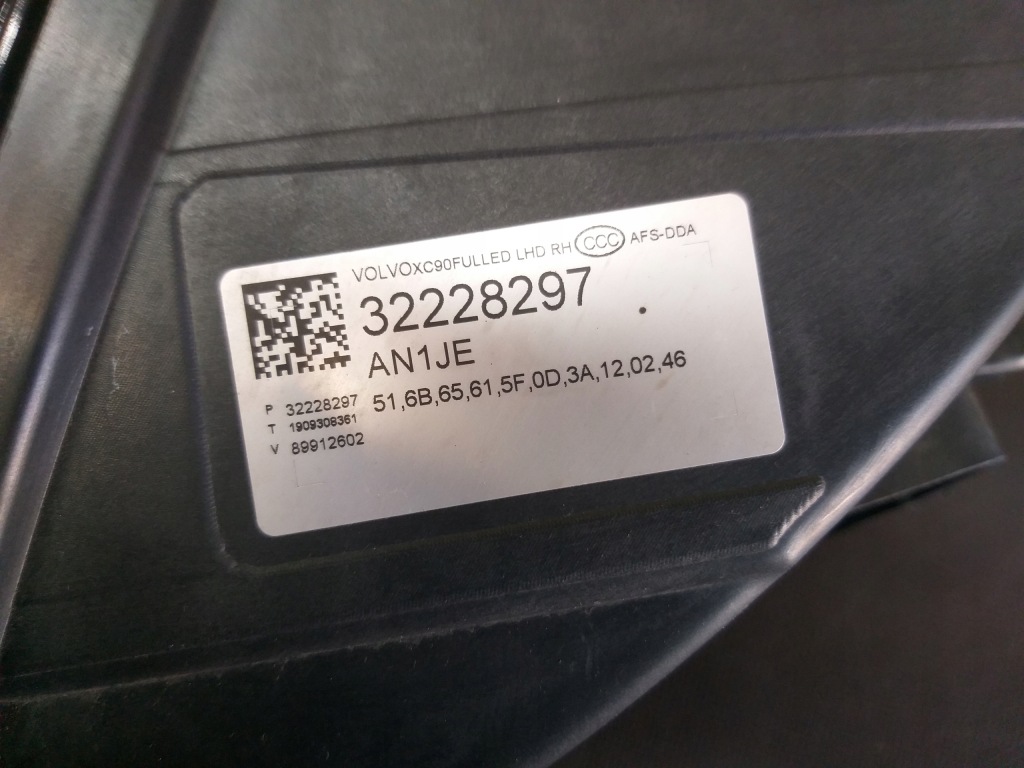 VOLVOXC90FULLED LHD RH CCC AFS-DDA
32228297
AN1JE
51,6B,65,61,5F,0D,3A,12,02,46
P 32228297
T 1909308361
V 89912602